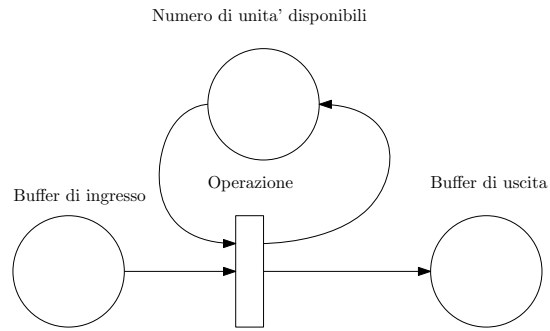 Numero di unita' disponibili
Operazione
Buffer di uscita
Buffer di ingresso